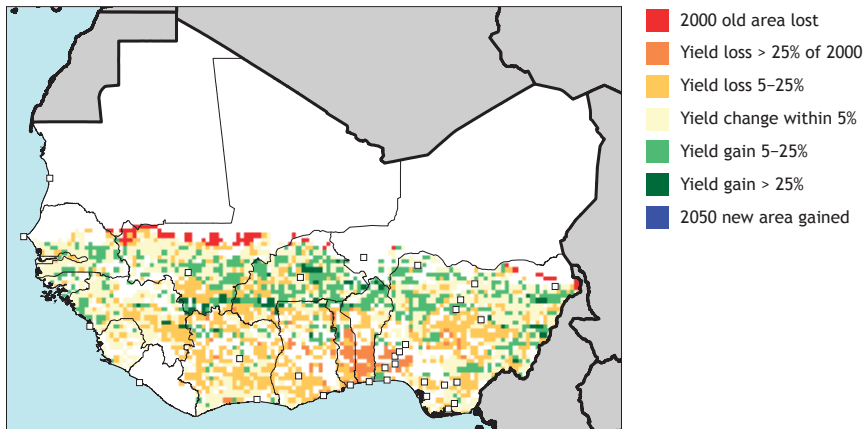 2000 old area lost
Yield loss > 25% of 2000
Yield loss 5–25%
Yield change within 5%
Yield gain 5–25%
Yield gain > 25%
2050 new area gained